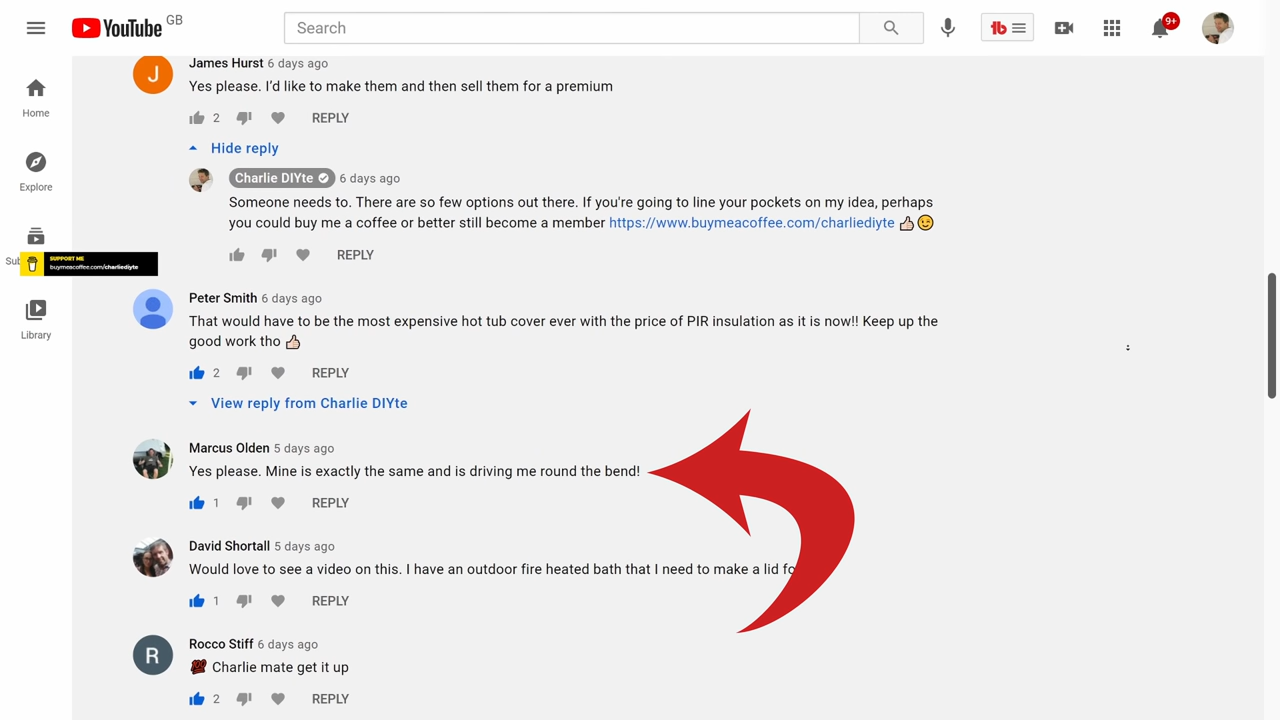 YouTube GB
Search
9+
Home
Explore
Sub
Library
SUPPORT ME
buymeacoffee.com/charliediyte
J
James Hurst 6 days ago
Yes please. I’d like to make them and then sell them for a premium
2 REPLY
Hide reply
Charlie DIYte 6 days ago
Someone needs to. There are so few options out there. If you're going to line your pockets on my idea, perhaps
you could buy me a coffee or better still become a member https://www.buymeacoffee.com/charliediyte 👍🏻😉
REPLY
Peter Smith 6 days ago
That would have to be the most expensive hot tub cover ever with the price of PIR insulation as it is now!! Keep up the
good work tho 👍🏻
2 REPLY
View reply from Charlie DIYte
Marcus Olden 5 days ago
Yes please. Mine is exactly the same and is driving me round the bend!
1 REPLY
David Shortall 5 days ago
Would love to see a video on this. I have an outdoor fire heated bath that I need to make a lid fo
1 REPLY
R
Rocco Stiff 6 days ago
💯 Charlie mate get it up
2 REPLY